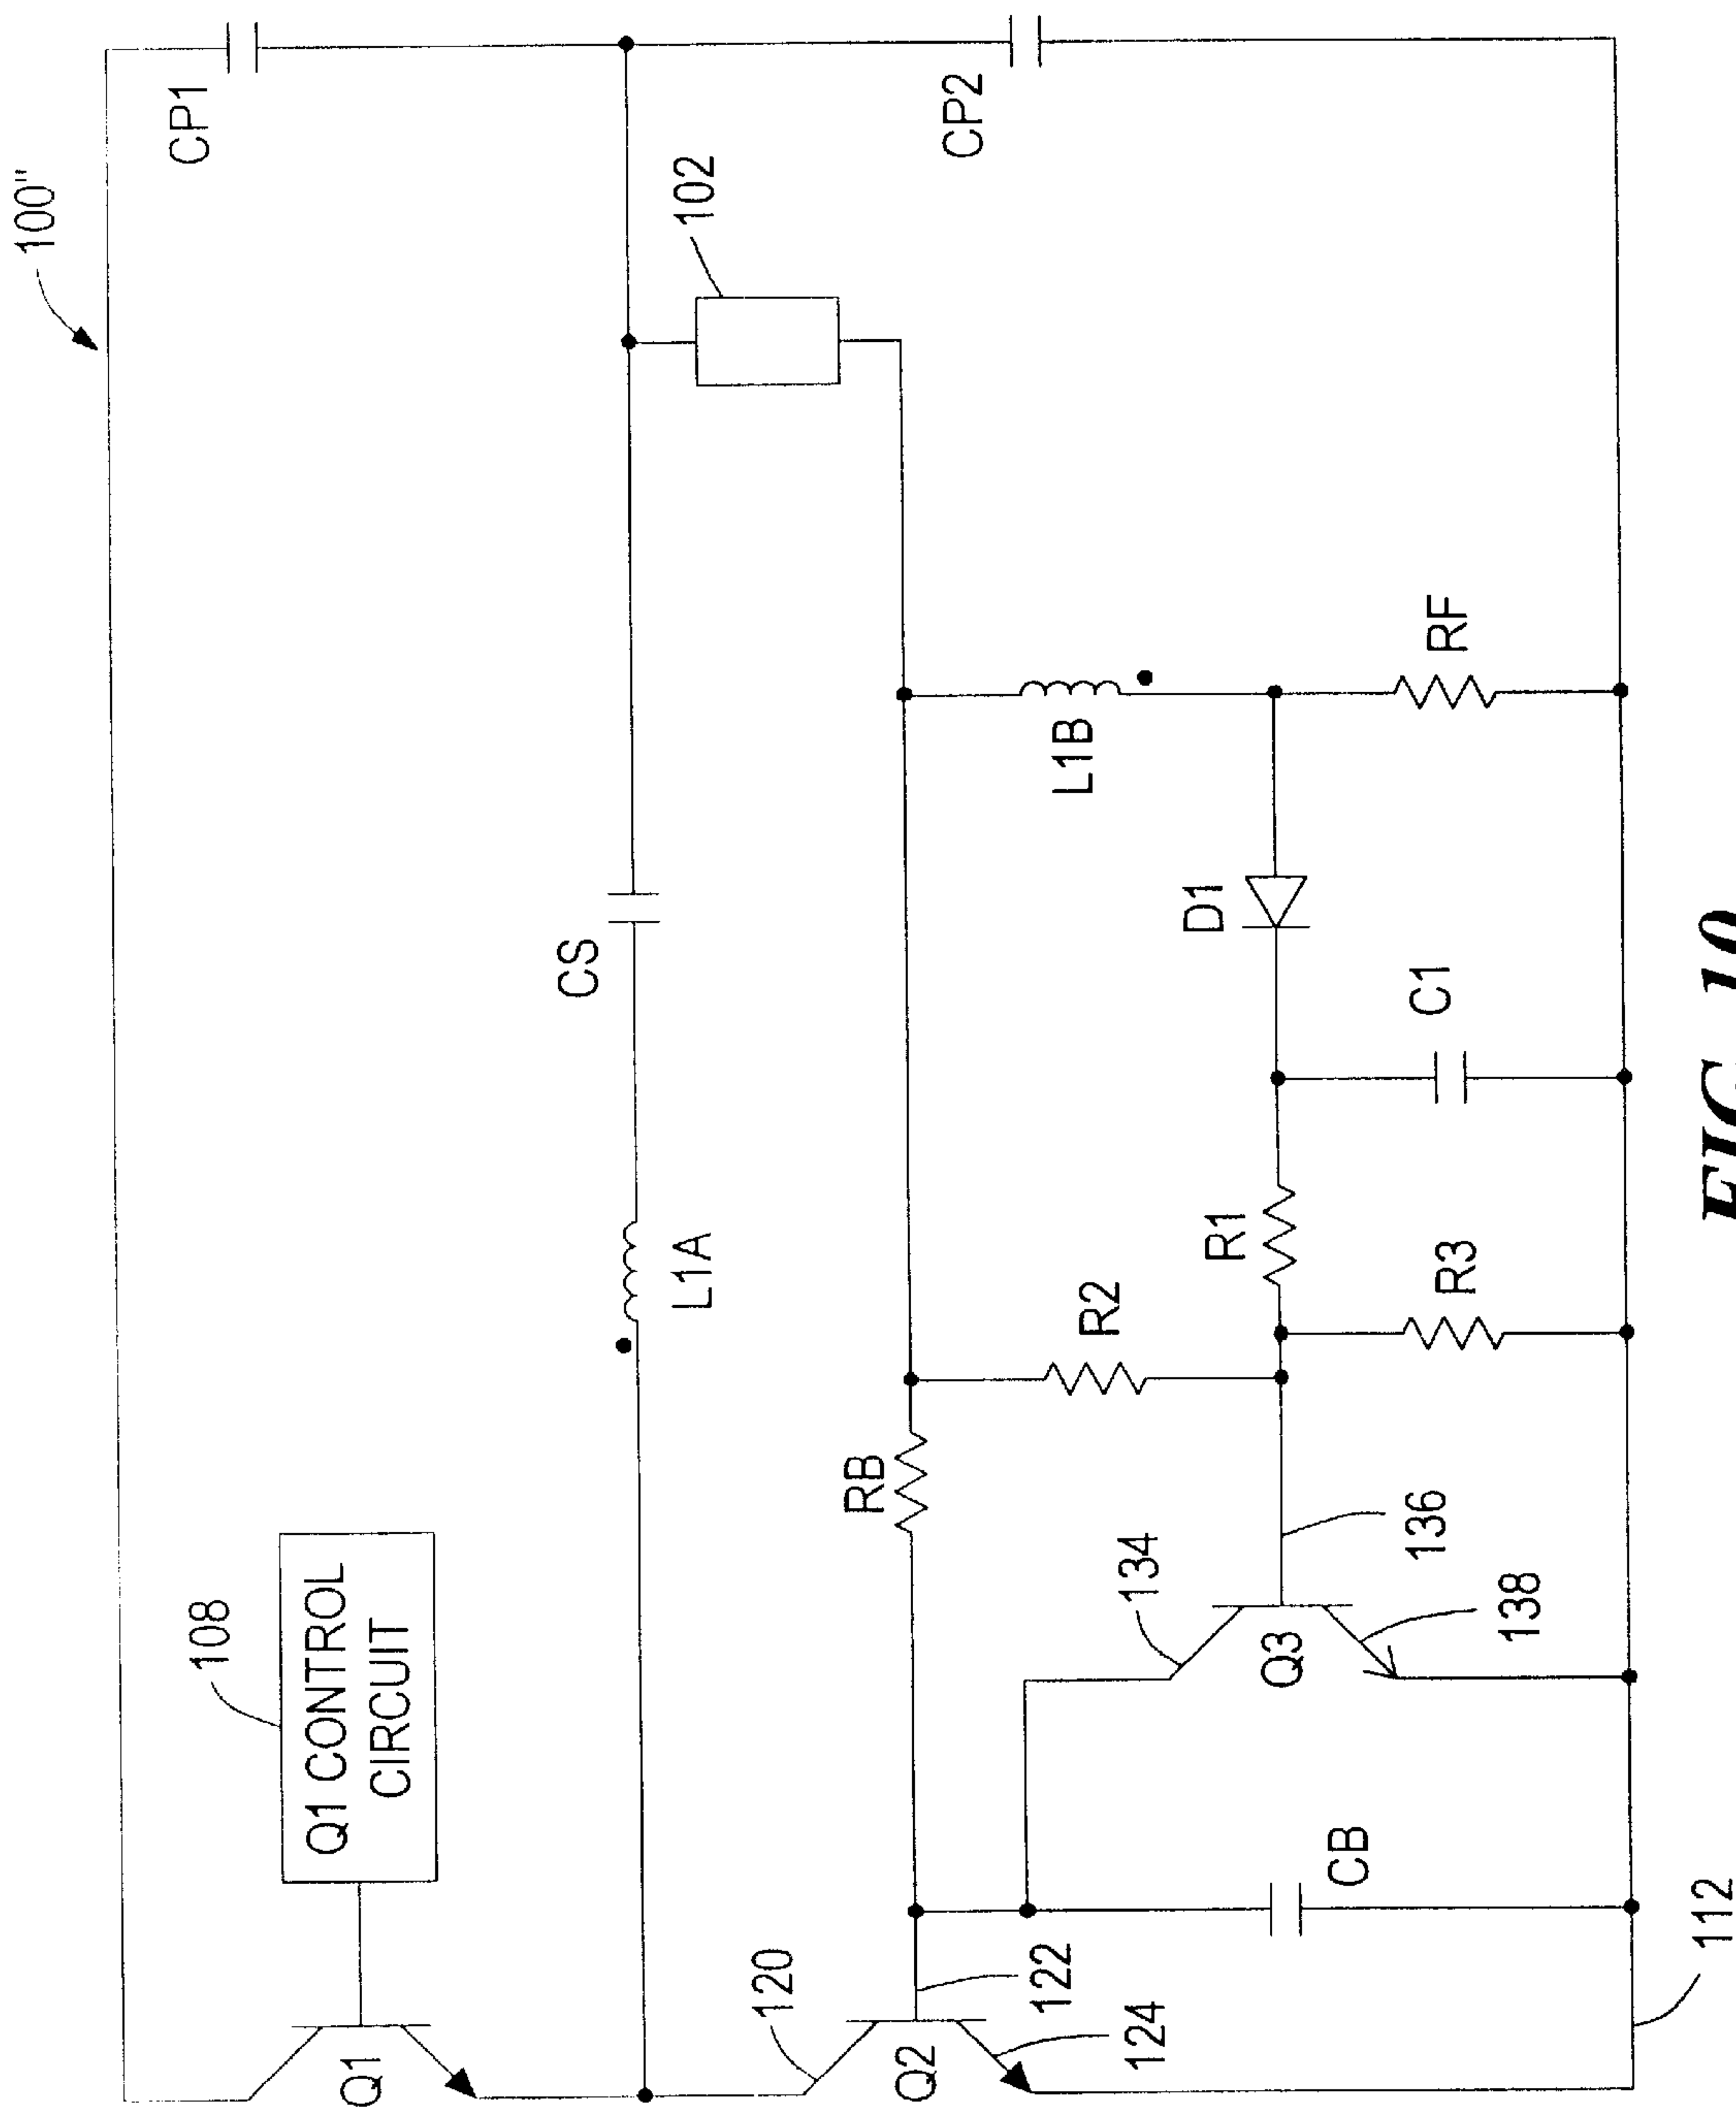 100"
CP1
CP2
102
108
Q1 CONTROL
CIRCUIT
Q1
CS
L1A
L1B
RF
D1
C1
R1
R2
R3
RB
134
136
Q3
138
120
122
Q2
124
CB
112
FIG. 10